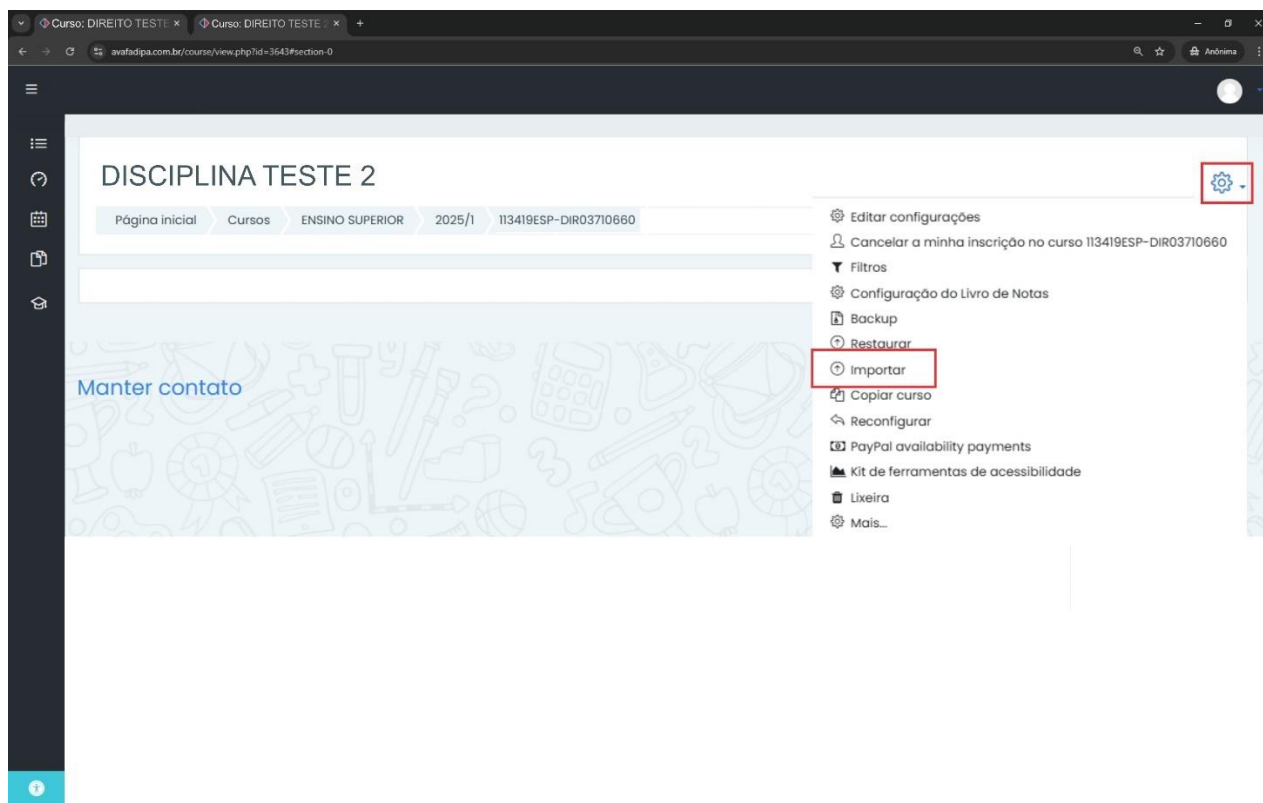 Curso: DIREITO TESTE
Curso: DIREITO TESTE 2
avafadipa.com.br/course/view.php?id=3643#section-0
Anônima
DISCIPLINA TESTE 2
Página inicial Cursos ENSINO SUPERIOR 2025/1 113419ESP-DIR03710660
Editar configurações
Cancelar a minha inscrição no curso 113419ESP-DIR03710660
Filtros
Configuração do Livro de Notas
Backup
Restaurar
Importar
Manter contato
Copiar curso
Reconfigurar
PayPal availability payments
Kit de ferramentas de acessibilidade
Lixeira
Mais...